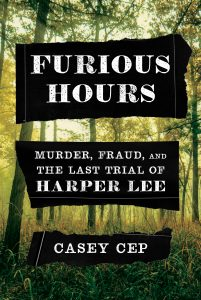 FURIOUS
HOURS
MURDER, FRAUD, AND
THE LAST TRIAL OF
HARPER LEE
CASEY CEP